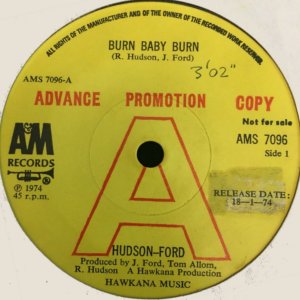 ALL RIGHTS OF THE MANUFACTURER AND OF THE OWNER OF THE RECORDED WORK RESERVED.
BURN BABY BURN
(R. Hudson, J. Ford)
3'02"
AMS 7096-A
ADVANCE PROMOTION COPY
Not for sale
AMS 7096
Side 1
A&M
RECORDS
℗ 1974
45 r.p.m.
A
RELEASE DATE:
18—1—74
HUDSON–FORD
Produced by J. Ford, Tom Allom,
R. Hudson A Hawkana Production
HAWKANA MUSIC